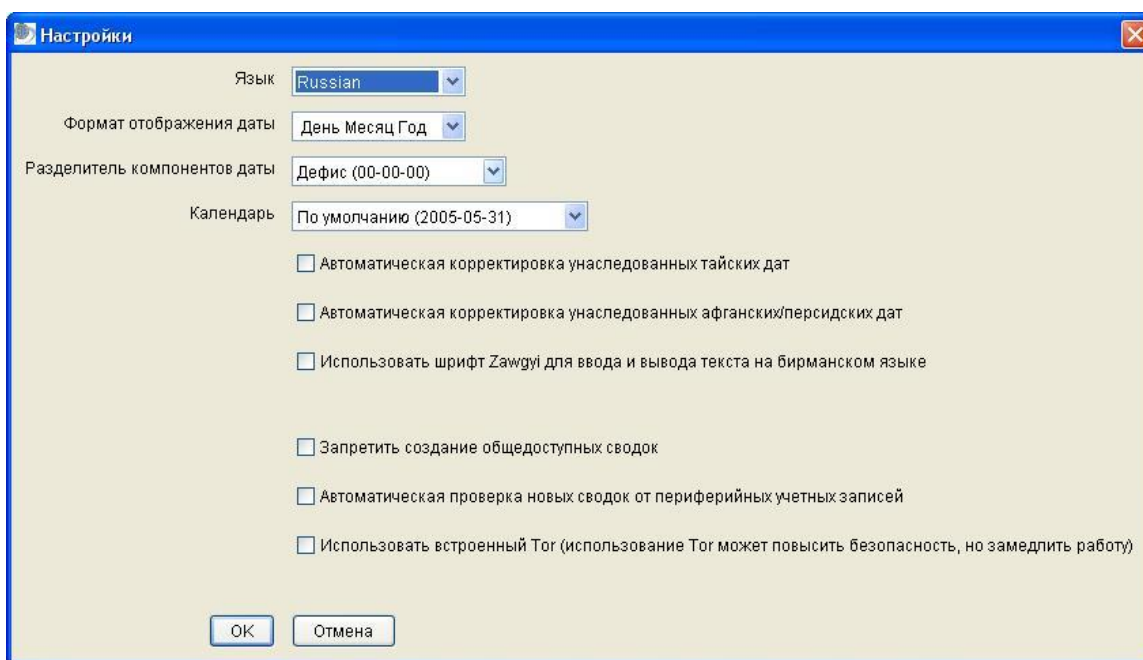 Настройки
Язык Russian
Формат отображения даты День Месяц Год
Разделитель компонентов даты Дефис (00-00-00)
Календарь По умолчанию (2005-05-31)
Автоматическая корректировка унаследованных тайских дат
Автоматическая корректировка унаследованных афганских/персидских дат
Использовать шрифт Zawgyi для ввода и вывода текста на бирманском языке
Запретить создание общедоступных сводок
Автоматическая проверка новых сводок от периферийных учетных записей
Использовать встроенный Tor (использование Tor может повысить безопасность, но замедлить работу)
OK Отмена